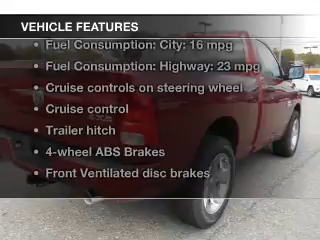 VEHICLE FEATURES
• Fuel Consumption: City: 16 mpg
• Fuel Consumption: Highway: 23 mpg
• Cruise controls on steering wheel
• Cruise control
• Trailer hitch
• 4-wheel ABS Brakes
• Front Ventilated disc brakes